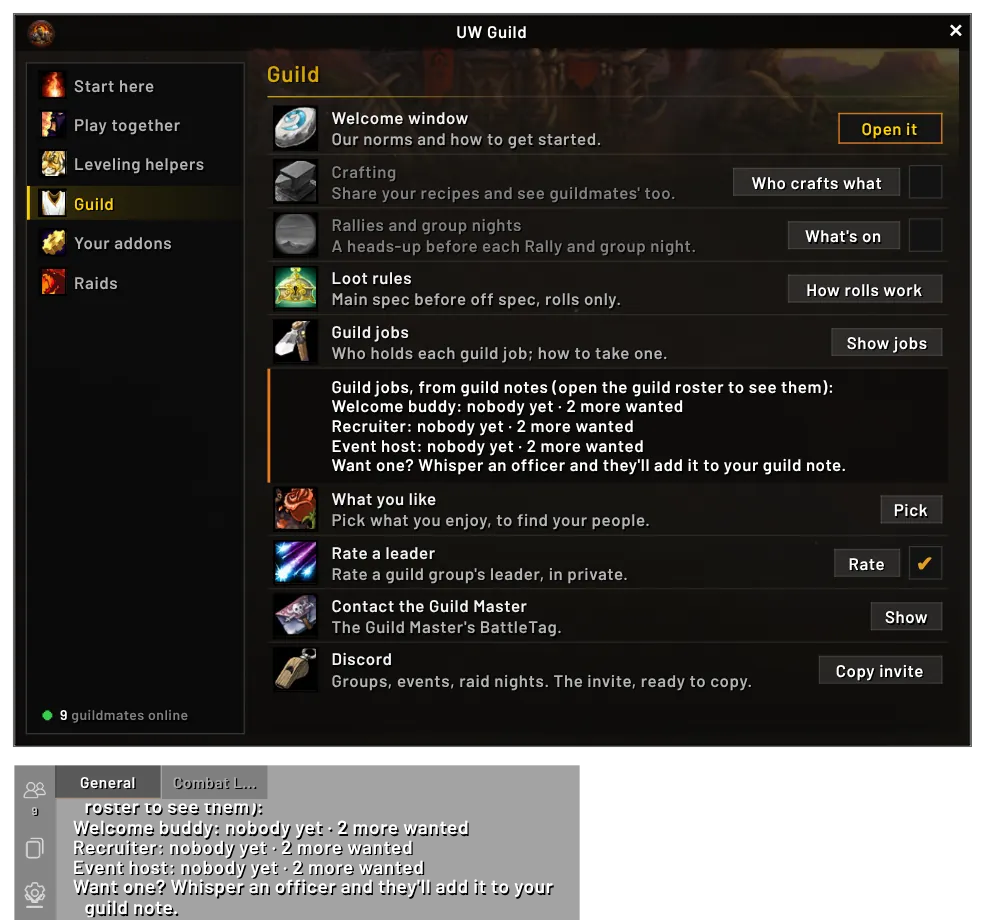 UW Guild
Start here
Play together
Leveling helpers
Guild
Your addons
Raids
9 guildmates online
Guild
Welcome window
Our norms and how to get started.
Open it
Crafting
Share your recipes and see guildmates' too.
Who crafts what
Rallies and group nights
A heads-up before each Rally and group night.
What's on
Loot rules
Main spec before off spec, rolls only.
How rolls work
Guild jobs
Who holds each guild job; how to take one.
Show jobs
Guild jobs, from guild notes (open the guild roster to see them):
Welcome buddy: nobody yet · 2 more wanted
Recruiter: nobody yet · 2 more wanted
Event host: nobody yet · 2 more wanted
Want one? Whisper an officer and they'll add it to your guild note.
What you like
Pick what you enjoy, to find your people.
Pick
Rate a leader
Rate a guild group's leader, in private.
Rate
Contact the Guild Master
The Guild Master's BattleTag.
Show
Discord
Groups, events, raid nights. The invite, ready to copy.
Copy invite
General
Combat L...
9
roster to see them):
Welcome buddy: nobody yet · 2 more wanted
Recruiter: nobody yet · 2 more wanted
Event host: nobody yet · 2 more wanted
Want one? Whisper an officer and they'll add it to your
guild note.